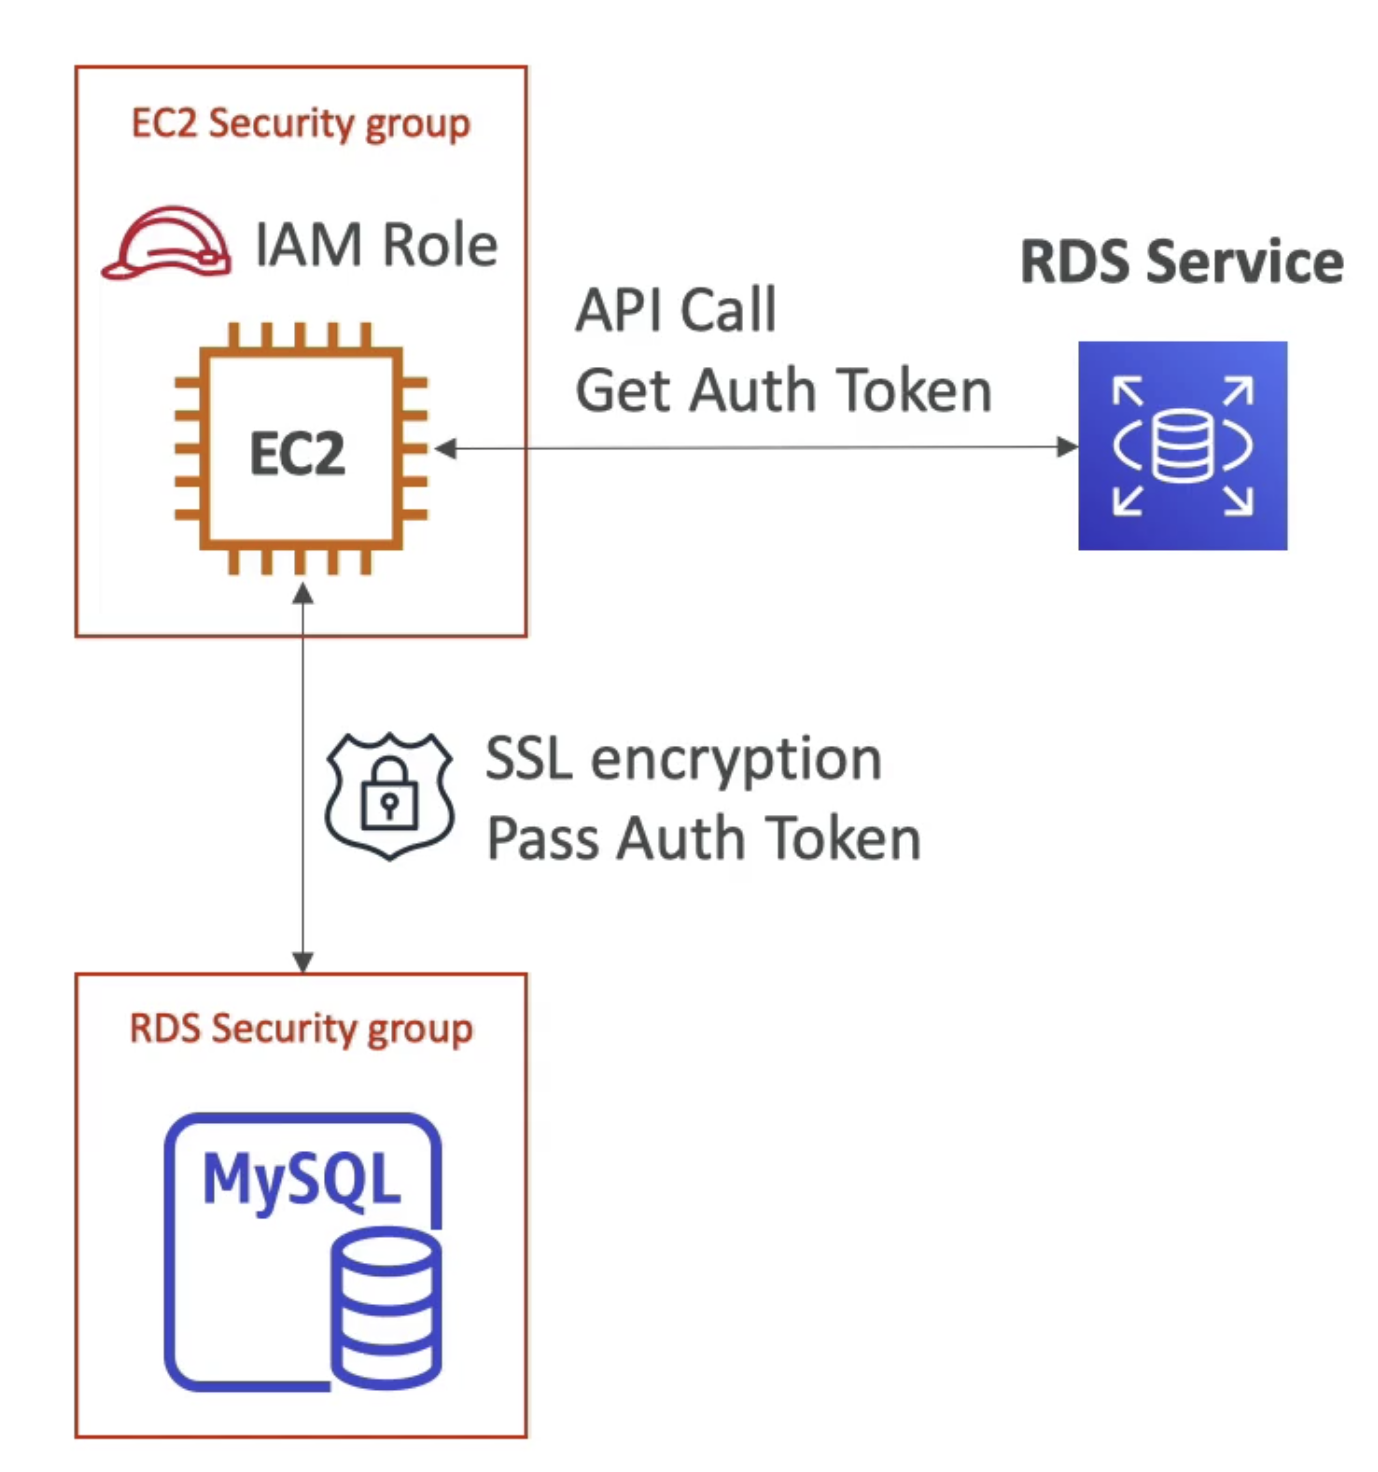 EC2 Security group
IAM Role
EC2
API Call
Get Auth Token
RDS Service
SSL encryption
Pass Auth Token
RDS Security group
MySQL